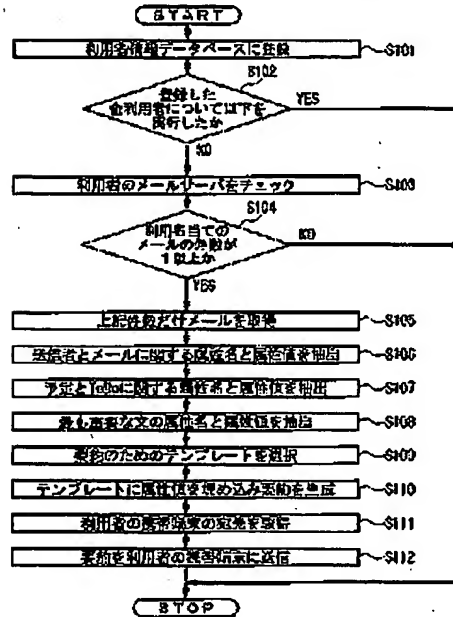 START
利用者情報データベースに登録
S101
S102
登録した
全利用者について以下を
実行したか
YES
NO
利用者のメールサーバをチェック
S103
S104
利用者当ての
メールの件数が
1以上か
NO
YES
上記件数だけメールを取得
S105
送信者とメールに関する属性名と属性値を抽出
S106
予定とToDoに関する属性名と属性値を抽出
S107
最も重要な文の属性名と属性値を抽出
S108
要約のためのテンプレートを選択
S109
テンプレートに属性値を埋め込み要約を生成
S110
利用者の携帯端末の宛先を取得
S111
要約を利用者の携帯端末に送信
S112
STOP